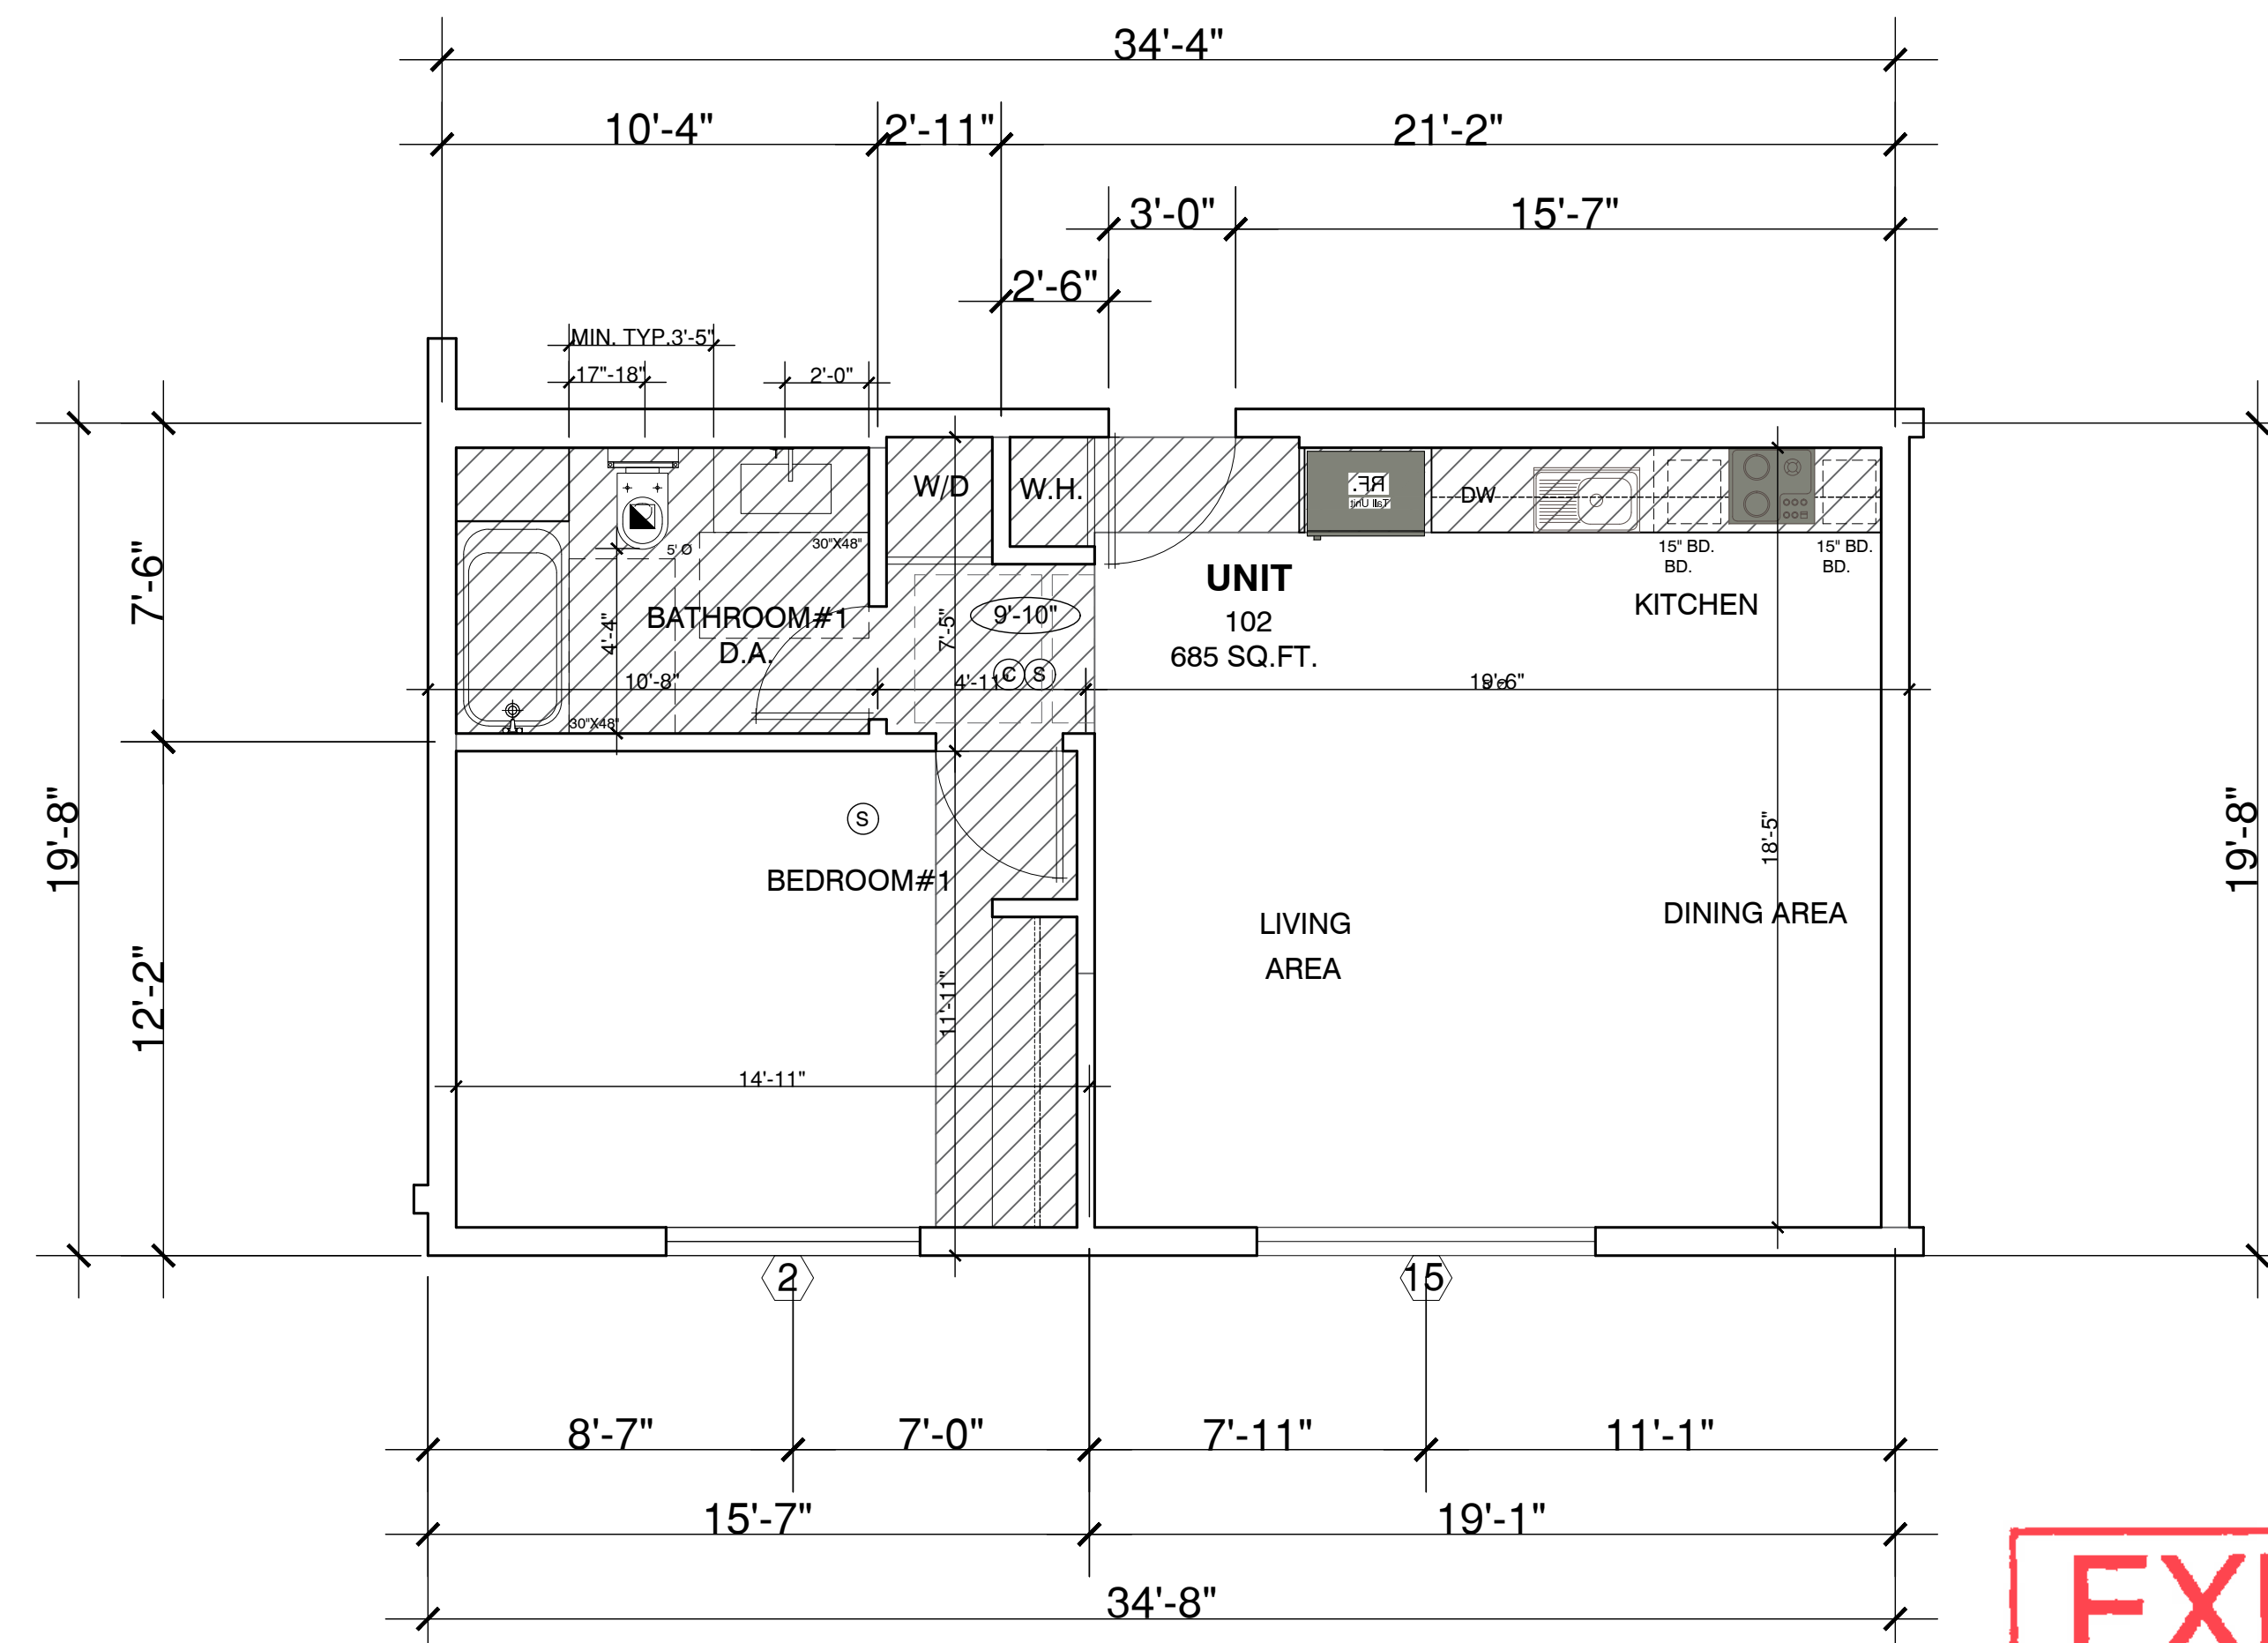 34'-4"
10'-4"
2'-11"
21'-2"
3'-0"
15'-7"
2'-6"
MIN. TYP.3'-5"
17"-18"
2'-0"
W/D
W.H.
RF.
Tall Unit
DW
5' O
30"X48"
15" BD.
BD.
15" BD.
BD.
UNIT
102
685 SQ.FT.
KITCHEN
BATHROOM#1
D.A.
4'-4"
7'-5"
9'-10"
C
S
10'-8"
4'-11"
19'-6"
30"X48"
7'-6"
19'-8"
12'-2"
19'-8"
S
BEDROOM#1
18'-5"
LIVING
AREA
DINING AREA
11'-11"
14'-11"
2
15
8'-7"
7'-0"
7'-11"
11'-1"
15'-7"
19'-1"
34'-8"